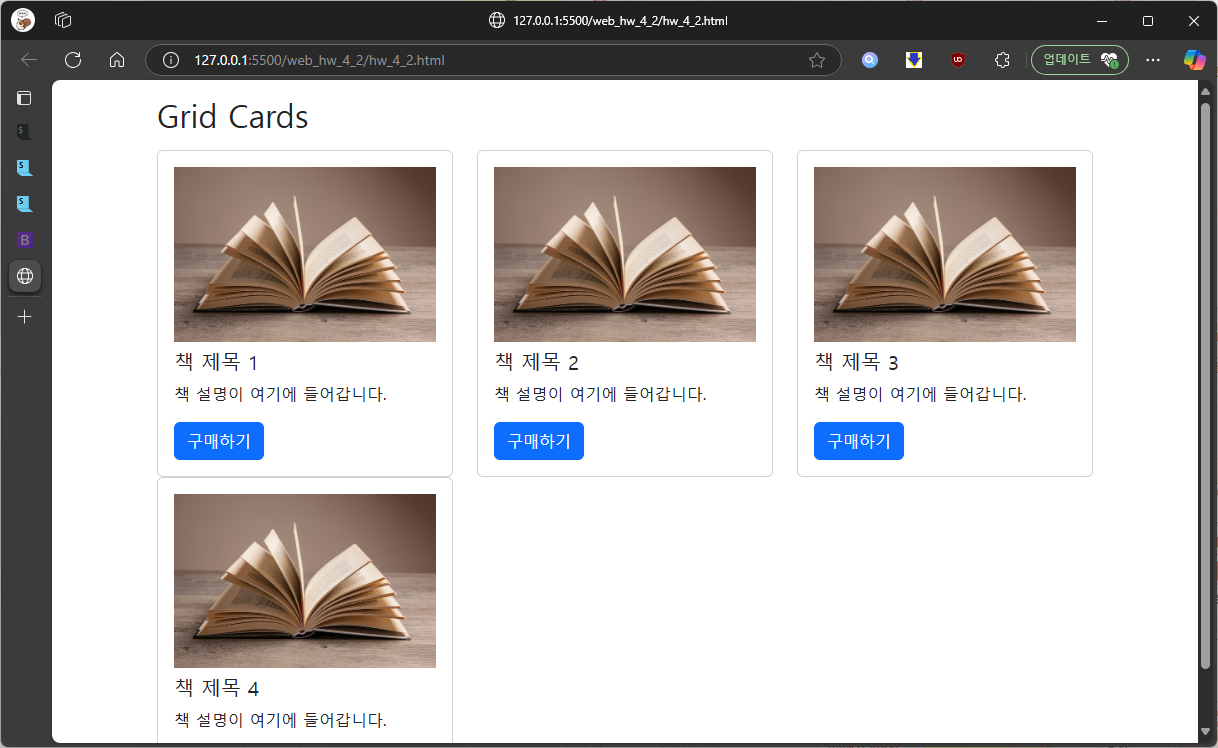 127.0.0.1:5500/web_hw_4_2/hw_4_2.html
127.0.0.1:5500/web_hw_4_2/hw_4_2.html
업데이트
Grid Cards
책 제목 1
책 설명이 여기에 들어갑니다.
구매하기
책 제목 2
책 설명이 여기에 들어갑니다.
구매하기
책 제목 3
책 설명이 여기에 들어갑니다.
구매하기
책 제목 4
책 설명이 여기에 들어갑니다.